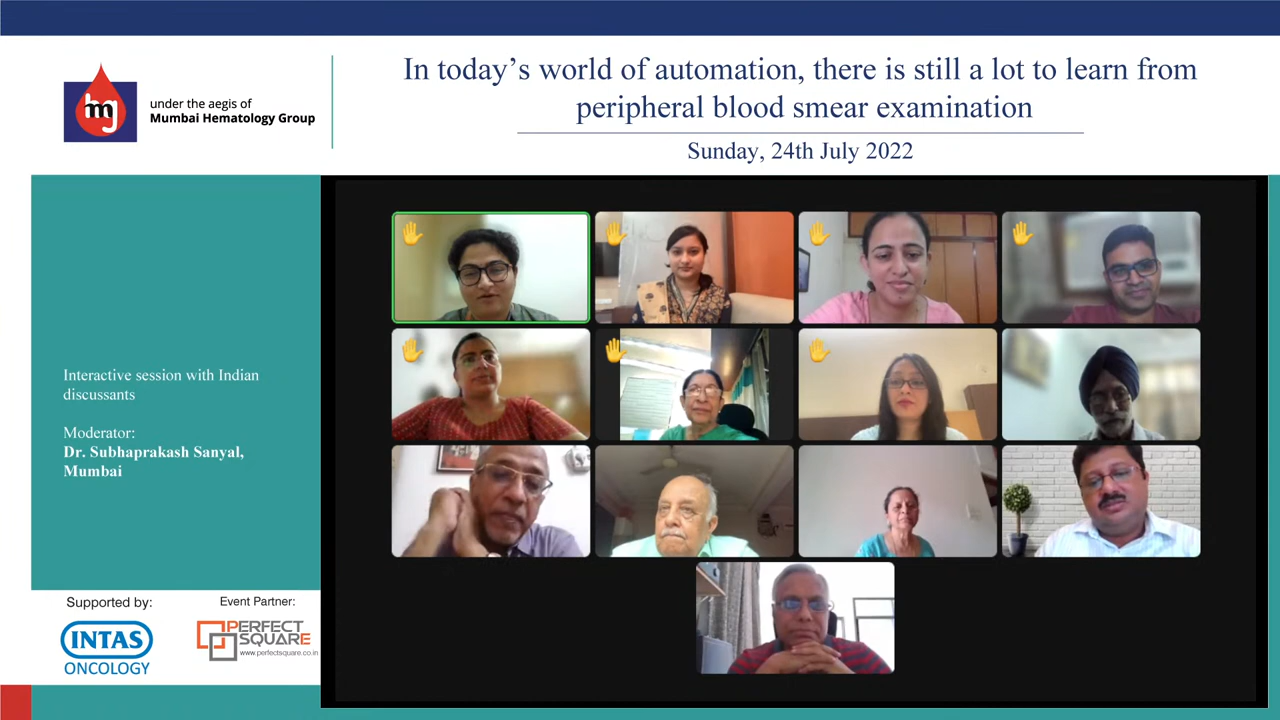 mg
under the aegis of
Mumbai Hematology Group
In today's world of automation, there is still a lot to learn from
peripheral blood smear examination
Sunday, 24th July 2022
Interactive session with Indian
discussants
Moderator:
Dr. Subhaprakash Sanyal,
Mumbai
Supported by:
INTAS
ONCOLOGY
Event Partner:
PERFECT
SQUARE
www.perfectsquare.co.in